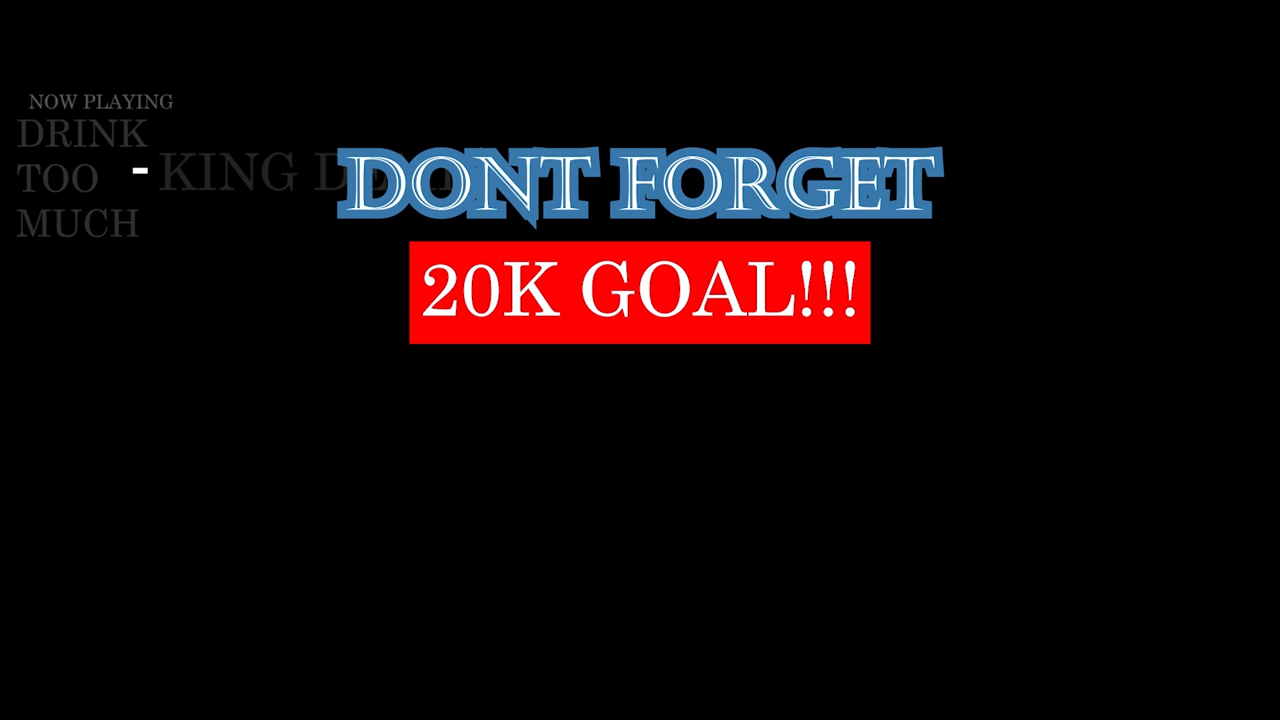 NOW PLAYING
DRINK
TOO
MUCH
- KING
DONT FORGET
20K GOAL!!!